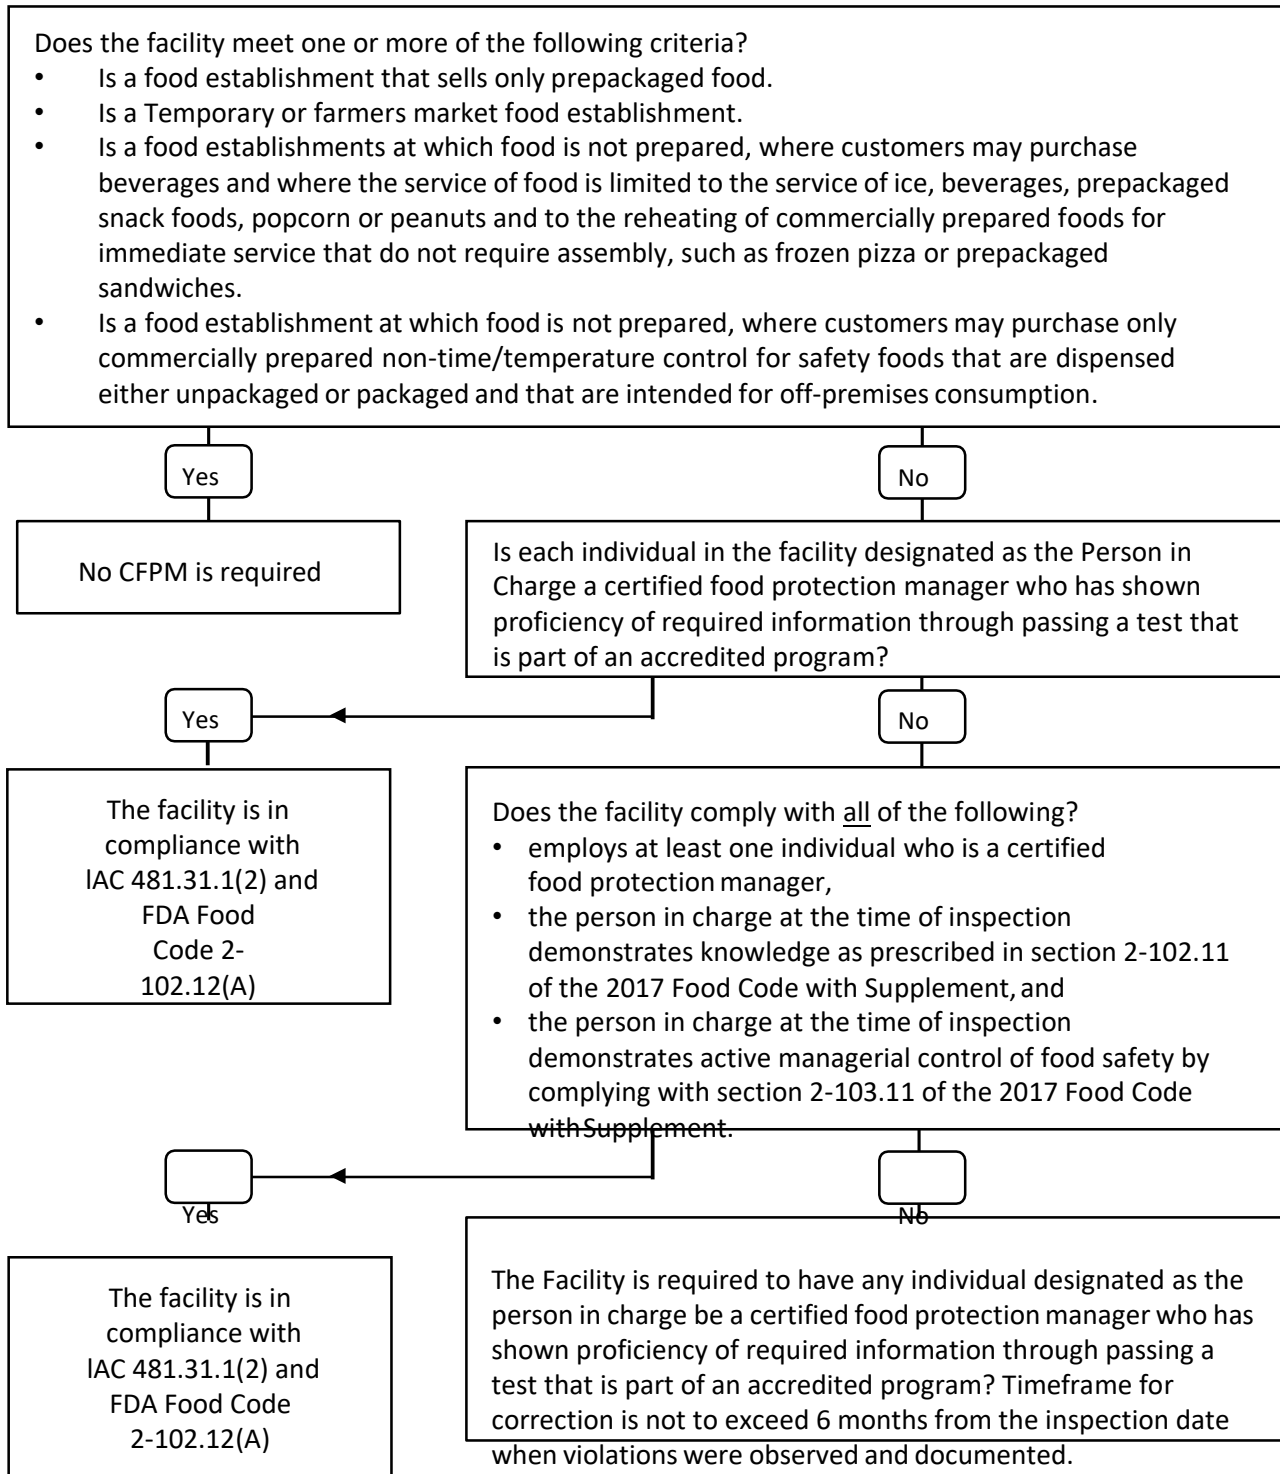 Does the facility meet one or more of the following criteria?
• Is a food establishment that sells only prepackaged food.
• Is a Temporary or farmers market food establishment.
• Is a food establishments at which food is not prepared, where customers may purchase
beverages and where the service of food is limited to the service of ice, beverages, prepackaged
snack foods, popcorn or peanuts and to the reheating of commercially prepared foods for
immediate service that do not require assembly, such as frozen pizza or prepackaged
sandwiches.
• Is a food establishment at which food is not prepared, where customers may purchase only
commercially prepared non-time/temperature control for safety foods that are dispensed
either unpackaged or packaged and that are intended for off-premises consumption.
Yes
No
No CFPM is required
Is each individual in the facility designated as the Person in
Charge a certified food protection manager who has shown
proficiency of required information through passing a test that
is part of an accredited program?
Yes
No
The facility is in
compliance with
IAC 481.31.1(2) and
FDA Food
Code 2-
102.12(A)
Does the facility comply with all of the following?
• employs at least one individual who is a certified
food protection manager,
• the person in charge at the time of inspection
demonstrates knowledge as prescribed in section 2-102.11
of the 2017 Food Code with Supplement, and
• the person in charge at the time of inspection
demonstrates active managerial control of food safety by
complying with section 2-103.11 of the 2017 Food Code
withSupplement.
Yes
No
The facility is in
compliance with
IAC 481.31.1(2) and
FDA Food Code
2-102.12(A)
The Facility is required to have any individual designated as the
person in charge be a certified food protection manager who has
shown proficiency of required information through passing a
test that is part of an accredited program? Timeframe for
correction is not to exceed 6 months from the inspection date
when violations were observed and documented.